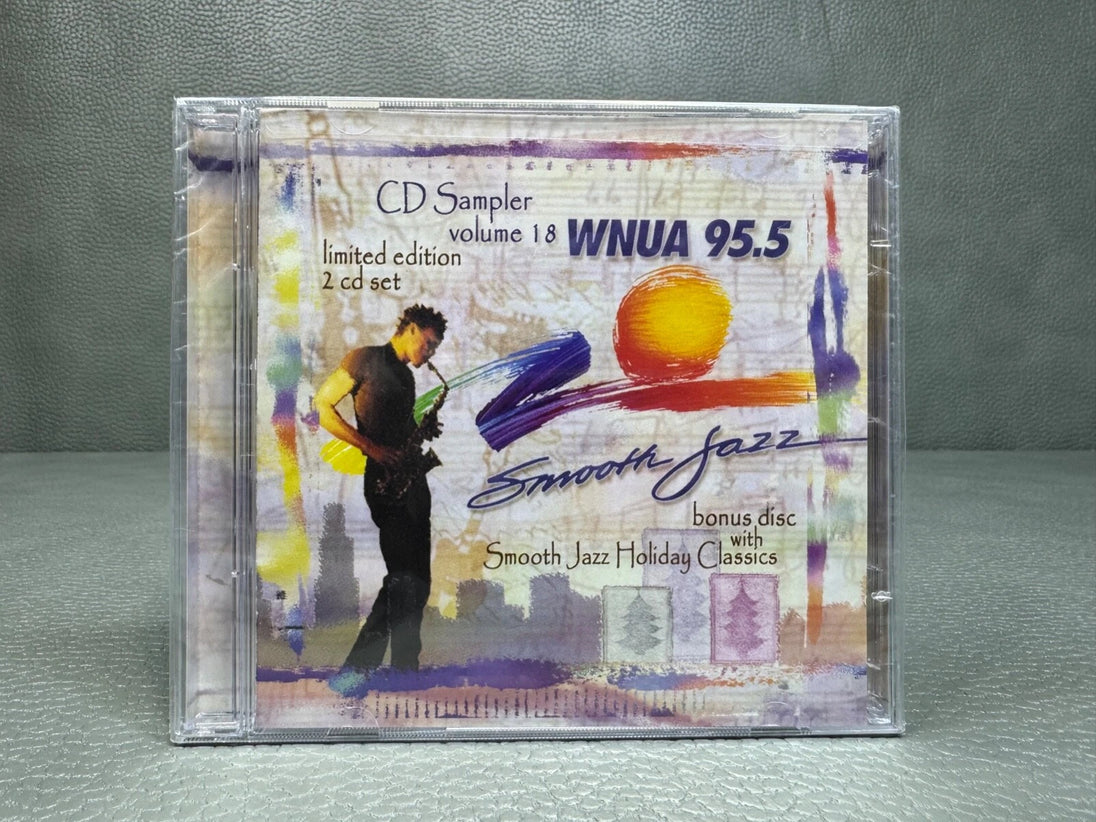 CD Sampler
volume 18
WNUA 95.5
limited edition
2 cd set
Smooth Jazz
bonus disc
with
Smooth Jazz Holiday Classics